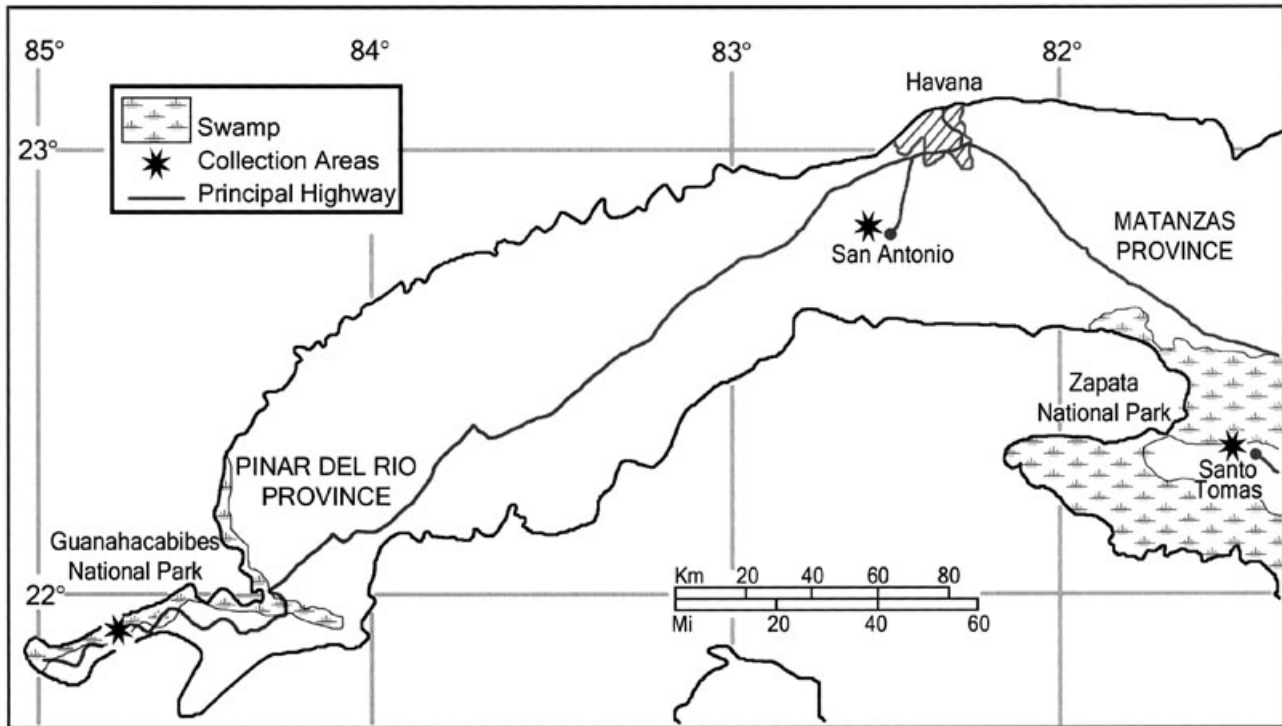 85°
84°
83°
82°
Havana
Swamp
Collection Areas
Principal Highway
23°
MATANZAS
PROVINCE
San Antonio
Zapata
National Park
Santo
Tomas
PINAR DEL RIO
PROVINCE
Guanahacabibes
National Park
22°
Km 20 40 60 80
Mi 20 40 60